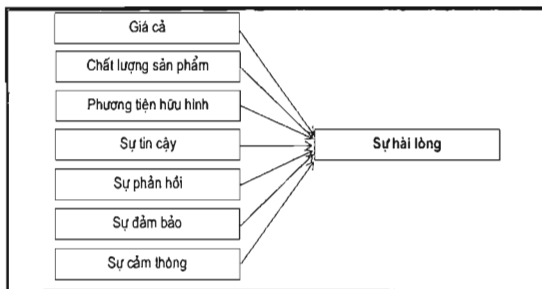 Giá cả
Chất lượng sản phẩm
Phương tiện hữu hình
Sự tin cậy
Sự hài lòng
Sự phản hồi
Sự đảm bảo
Sự cảm thông